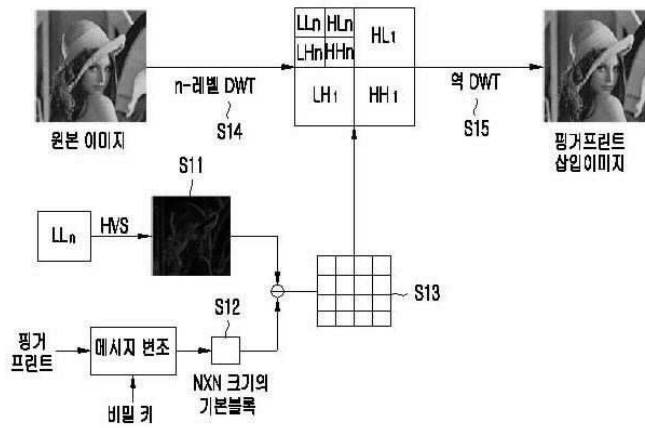 LLn HLn
LHn HHn
HL1
LH1
HH1
n-레벨 DWT
S14
역 DWT
S15
원본 이미지
핑거프린트
삽입이미지
S11
LLn
HVS
S13
S12
핑거
프린트
메시지 변조
NXN 크기의
기본블록
비밀 키